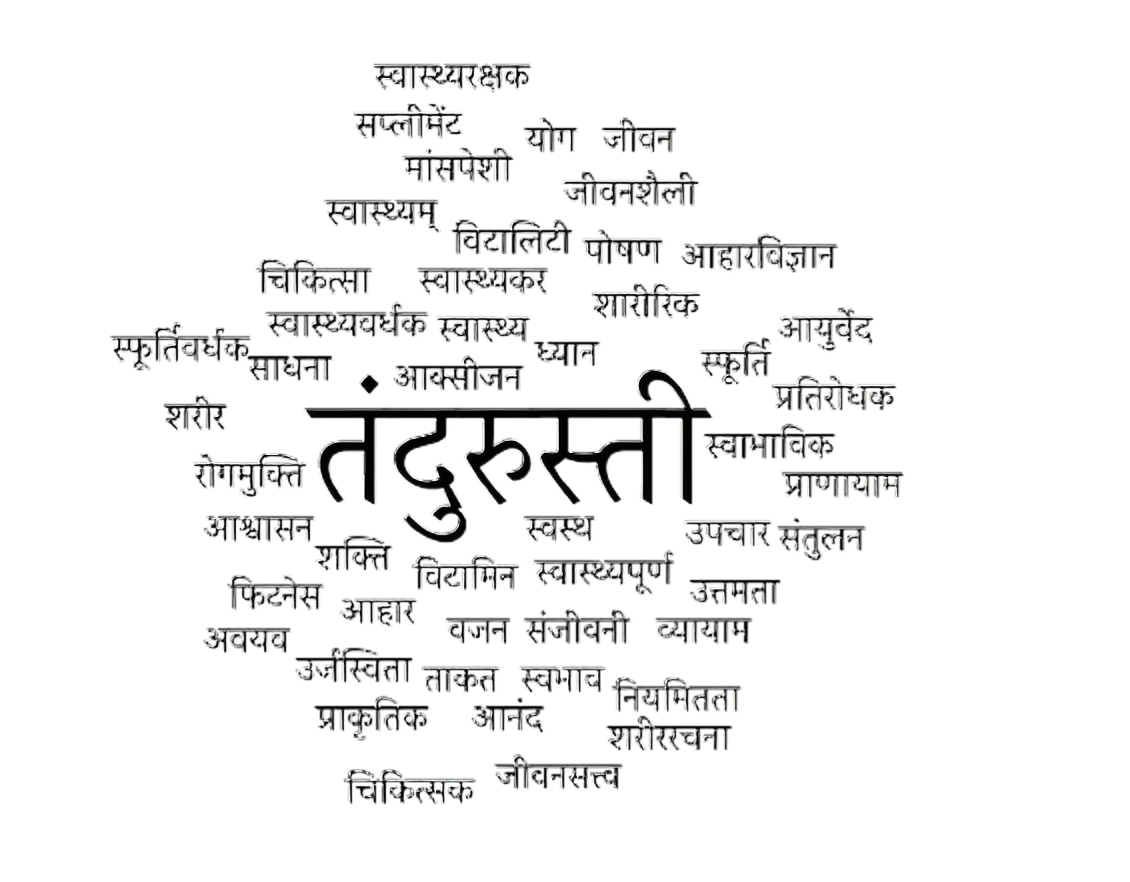 स्वास्थ्यरक्षक
सप्लीमेंट
योग जीवन
मांसपेशी
जीवनशैली
स्वास्थ्यम्
विटालिटी पोषण आहारविज्ञान
चिकित्सा स्वास्थ्यकर
शारीरिक
स्वास्थ्यवर्धक स्वास्थ्य
आयुर्वेद
स्फूर्तिवर्धक
साधना
ध्यान
स्फूर्ति
आक्सीजन
प्रतिरोधक
शरीर
तंदुरुस्ती
स्वाभाविक
रोगमुक्ति
प्राणायाम
आश्वासन
स्वस्थ
उपचार संतुलन
शक्ति
विटामिन स्वास्थ्यपूर्ण
उत्तमता
फिटनेस
आहार
वजन संजीवनी व्यायाम
अवयव
उर्जस्विता
ताकत स्वभाव
नियमितता
प्राकृतिक आनंद
शरीररचना
चिकित्सक
जीवनसत्त्व